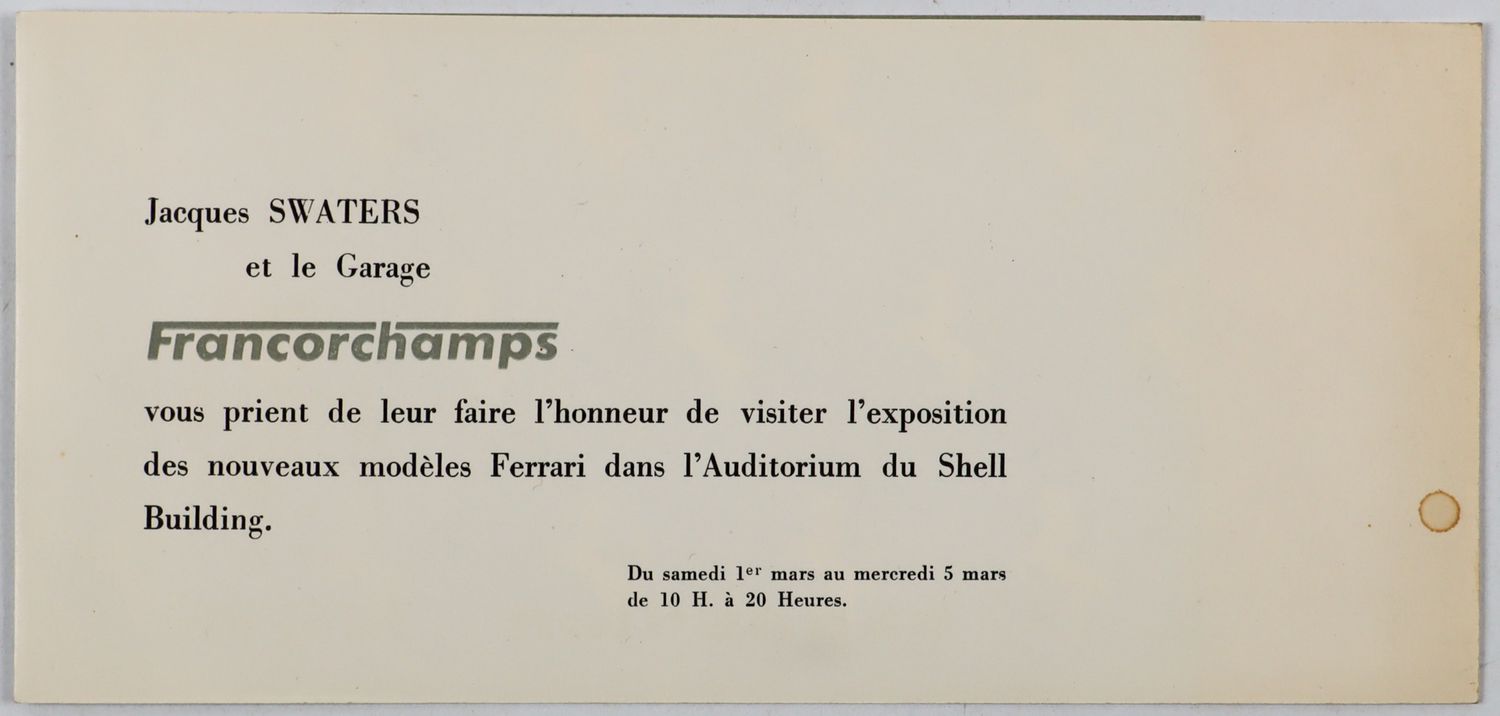 Jacques SWATERS
et le Garage
Francorchamps
vous prient de leur faire l'honneur de visiter l'exposition
des nouveaux modèles Ferrari dans l'Auditorium du Shell
Building.
Du samedi 1er mars au mercredi 5 mars
de 10 H. à 20 Heures.